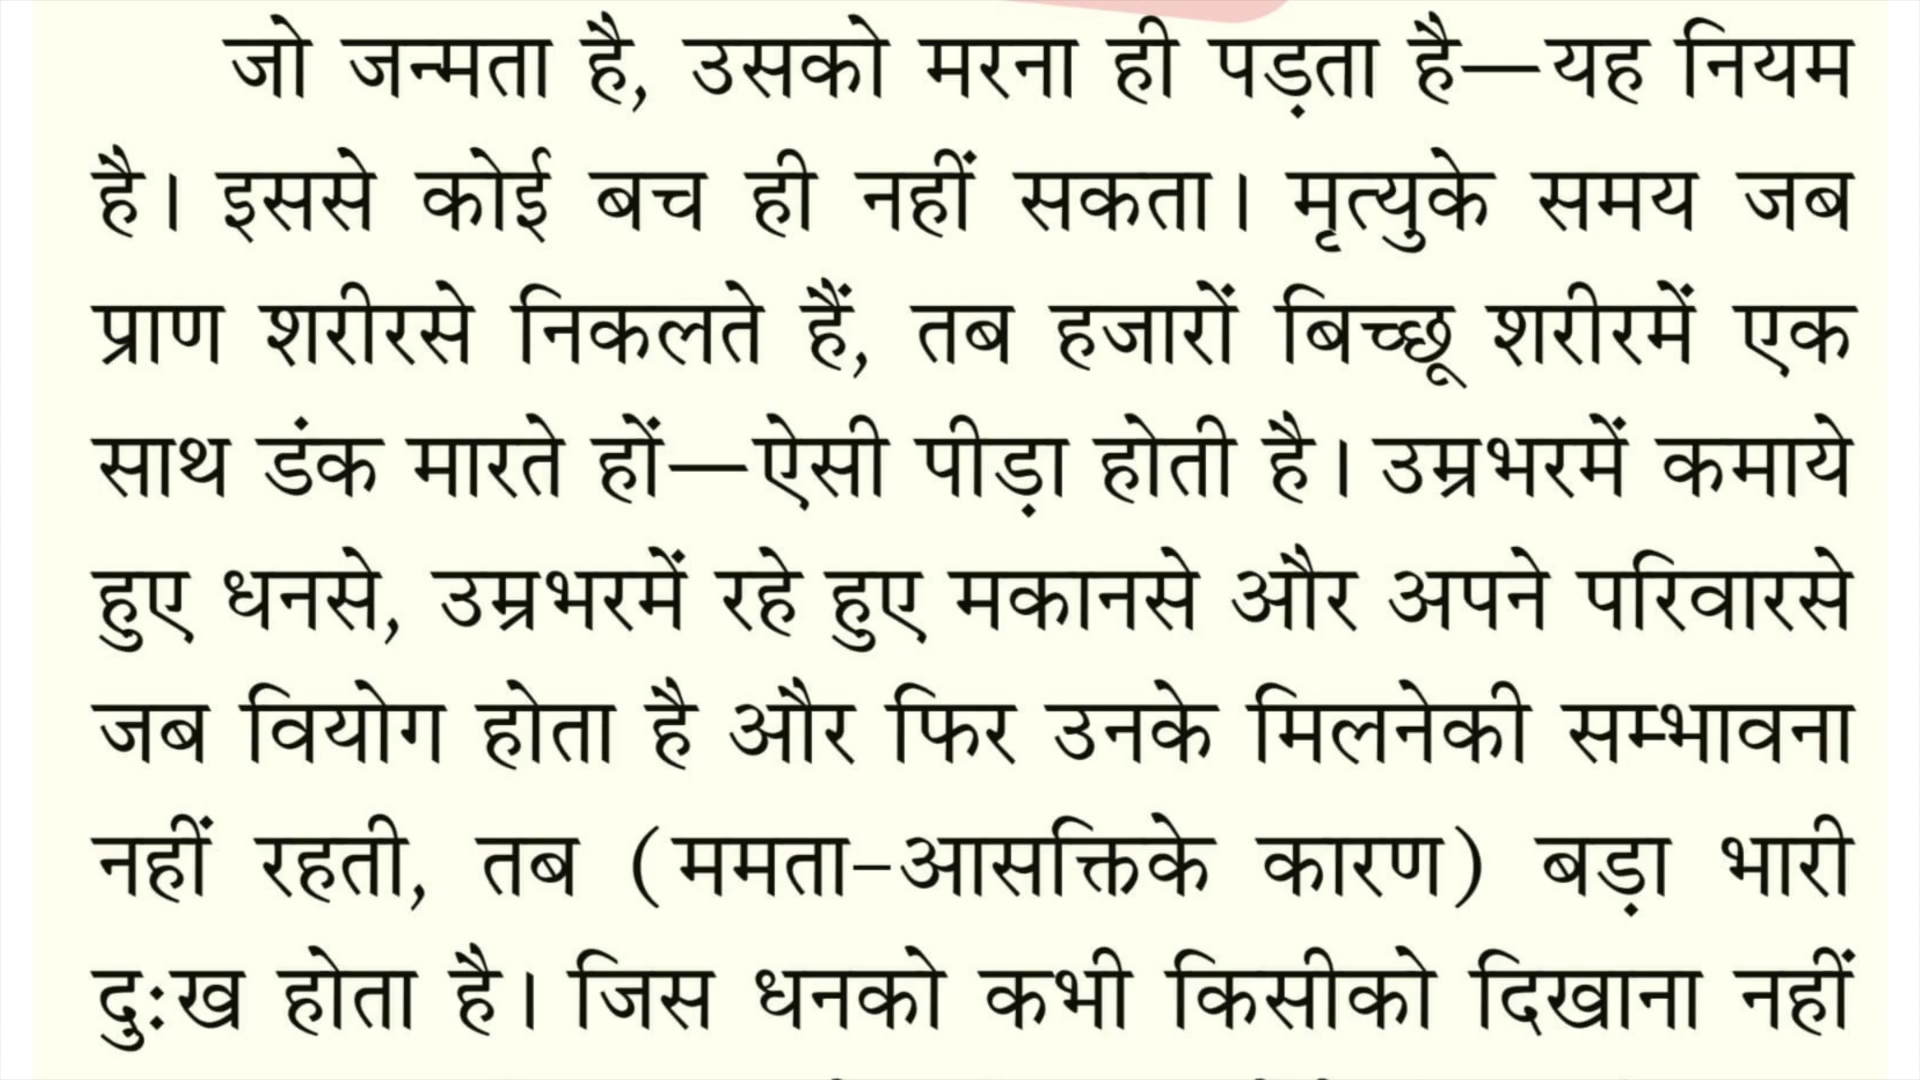 जो जन्मता है, उसको मरना ही पड़ता है—यह नियम
है। इससे कोई बच ही नहीं सकता। मृत्युके समय जब
प्राण शरीरसे निकलते हैं, तब हजारों बिच्छू शरीरमें एक
साथ डंक मारते हों—ऐसी पीड़ा होती है। उम्रभरमें कमाये
हुए धनसे, उम्रभरमें रहे हुए मकानसे और अपने परिवारसे
जब वियोग होता है और फिर उनके मिलनेकी सम्भावना
नहीं रहती, तब (ममता-आसक्तिके कारण) बड़ा भारी
दुःख होता है। जिस धनको कभी किसीको दिखाना नहीं